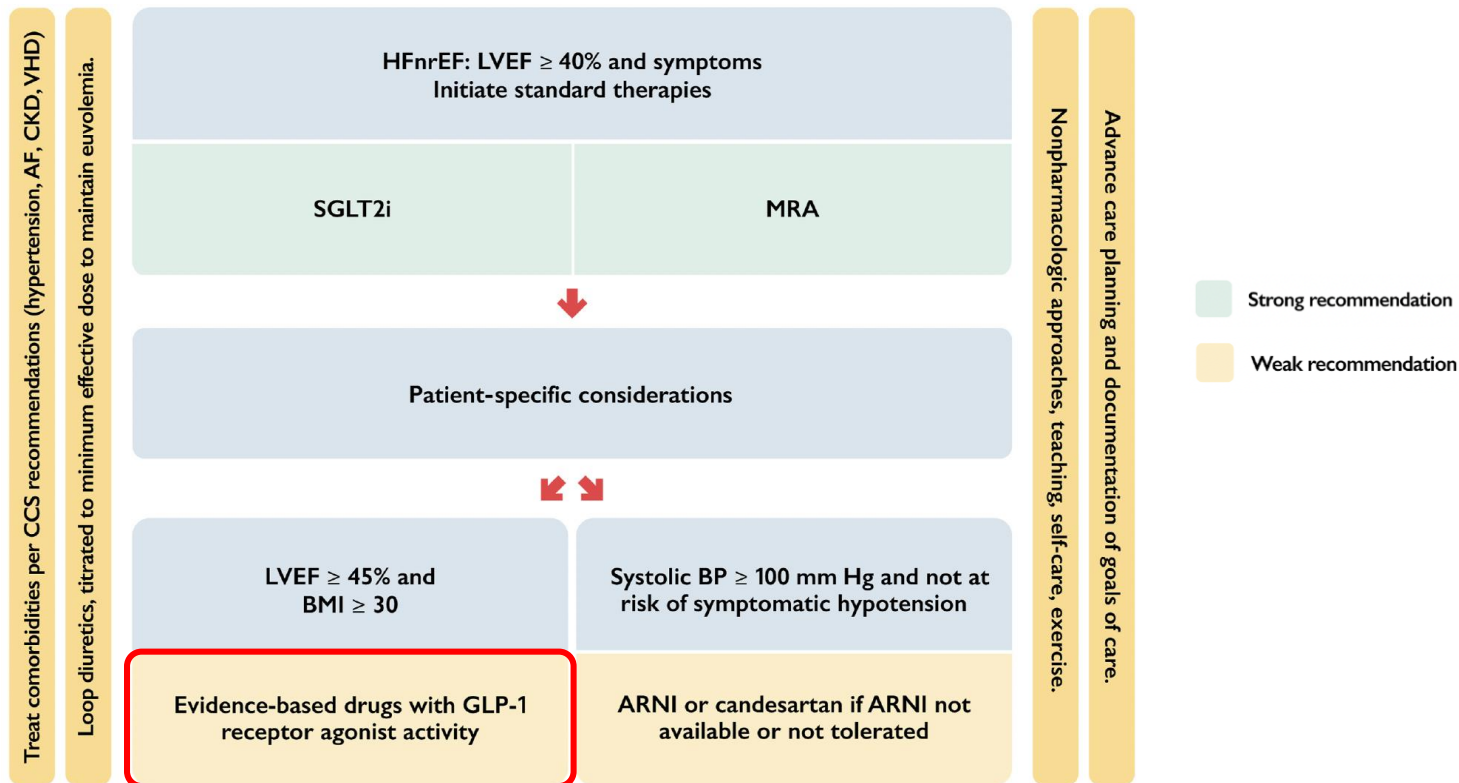 Treat comorbidities per CCS recommendations (hypertension, AF, CKD, VHD)
Loop diuretics, titrated to minimum effective dose to maintain euvolemia.
HFnrEF: LVEF ≥ 40% and symptoms
Initiate standard therapies
SGLT2i
MRA
Patient-specific considerations
LVEF ≥ 45% and
BMI ≥ 30
Systolic BP ≥ 100 mm Hg and not at
risk of symptomatic hypotension
Evidence-based drugs with GLP-1
receptor agonist activity
ARNI or candesartan if ARNI not
available or not tolerated
Nonpharmacologic approaches, teaching, self-care, exercise.
Advance care planning and documentation of goals of care.
Strong recommendation
Weak recommendation